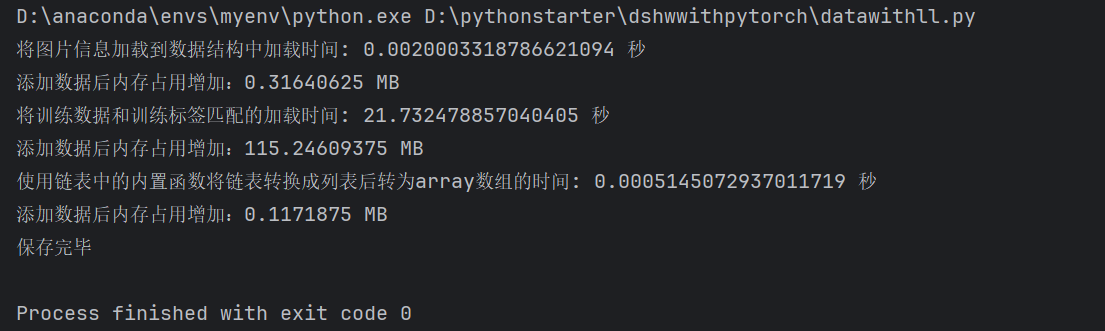 D:\anaconda\envs\myenv\python.exe D:\pythonstarter\dshwwithpytorch\datawithll.py
将图片信息加载到数据结构中加载时间: 0.0020003318786621094 秒
添加数据后内存占用增加：0.31640625 MB
将训练数据和训练标签匹配的加载时间: 21.732478857040405 秒
添加数据后内存占用增加：115.24609375 MB
使用链表中的内置函数将链表转换成列表后转为array数组的时间: 0.0005145072937011719 秒
添加数据后内存占用增加：0.1171875 MB
保存完毕
Process finished with exit code 0